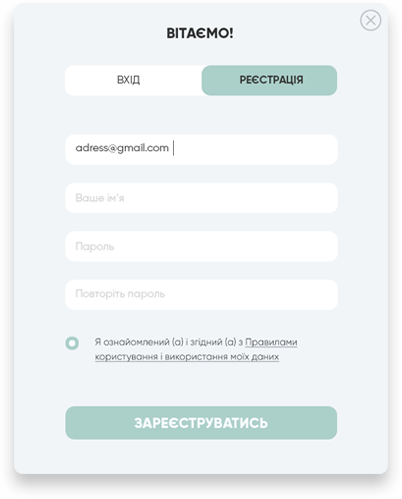 ВІТАЄМО!
ВХІД
РЕЄСТРАЦІЯ
adress@gmail.com
Ваше ім'я
Пароль
Повторіть пароль
Я ознайомлений (а) і згідний (а) з Правилами
користування і використання моїх даних
ЗАРЕЄСТРУВАТИСЬ